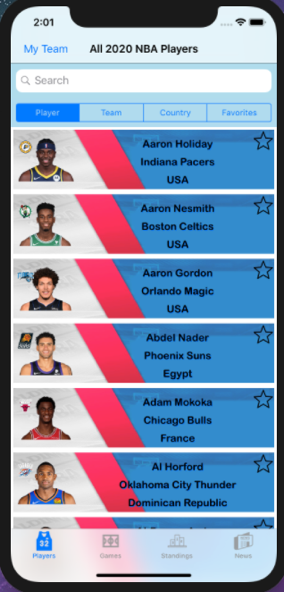 2:01
My Team
All 2020 NBA Players
Search
Player
Team
Country
Favorites
Aaron Holiday
Indiana Pacers
USA
Aaron Nesmith
Boston Celtics
USA
Aaron Gordon
Orlando Magic
USA
Abdel Nader
Phoenix Suns
Egypt
Adam Mokoka
Chicago Bulls
France
Al Horford
Oklahoma City Thunder
Dominican Republic
32
Players
Games
Standings
News